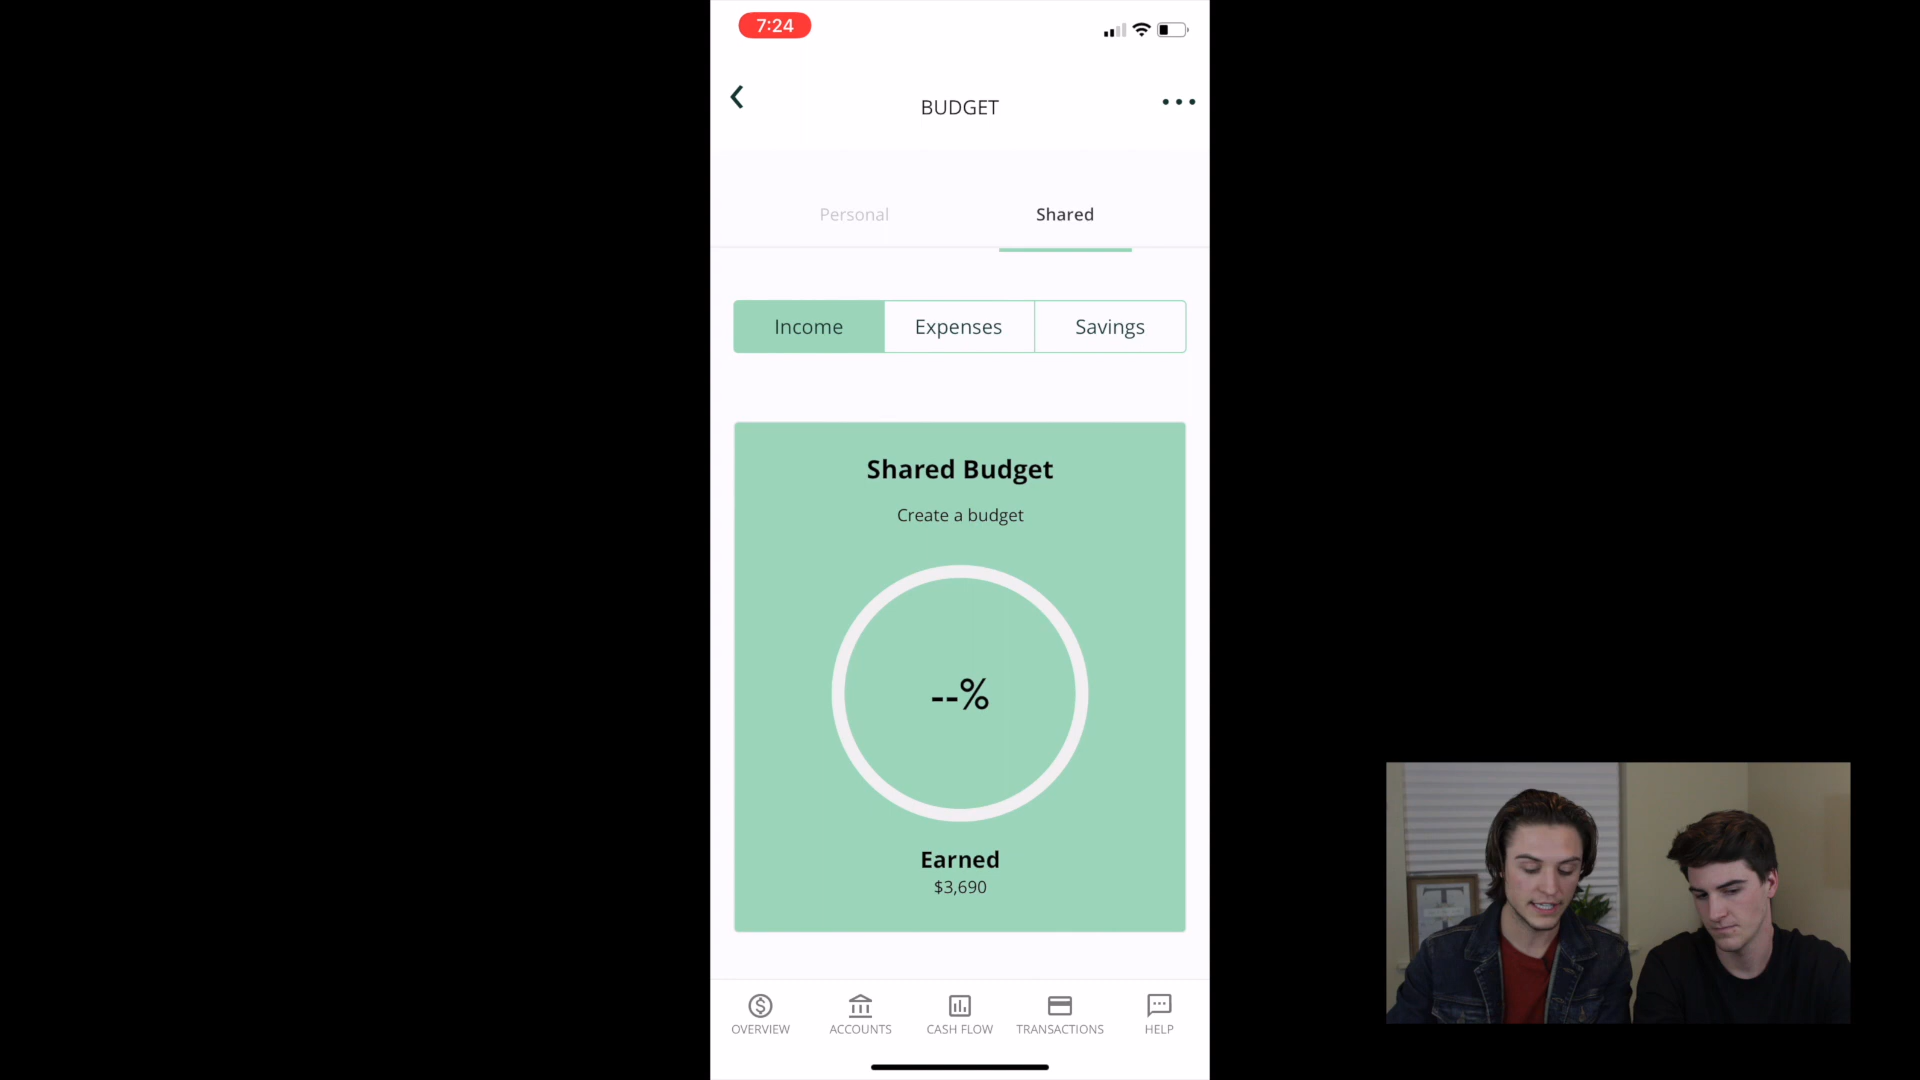 7:24
BUDGET
Personal
Shared
Income
Expenses
Savings
Shared Budget
Create a budget
--%
Earned
$3,690
OVERVIEW
ACCOUNTS
CASH FLOW
TRANSACTIONS
HELP